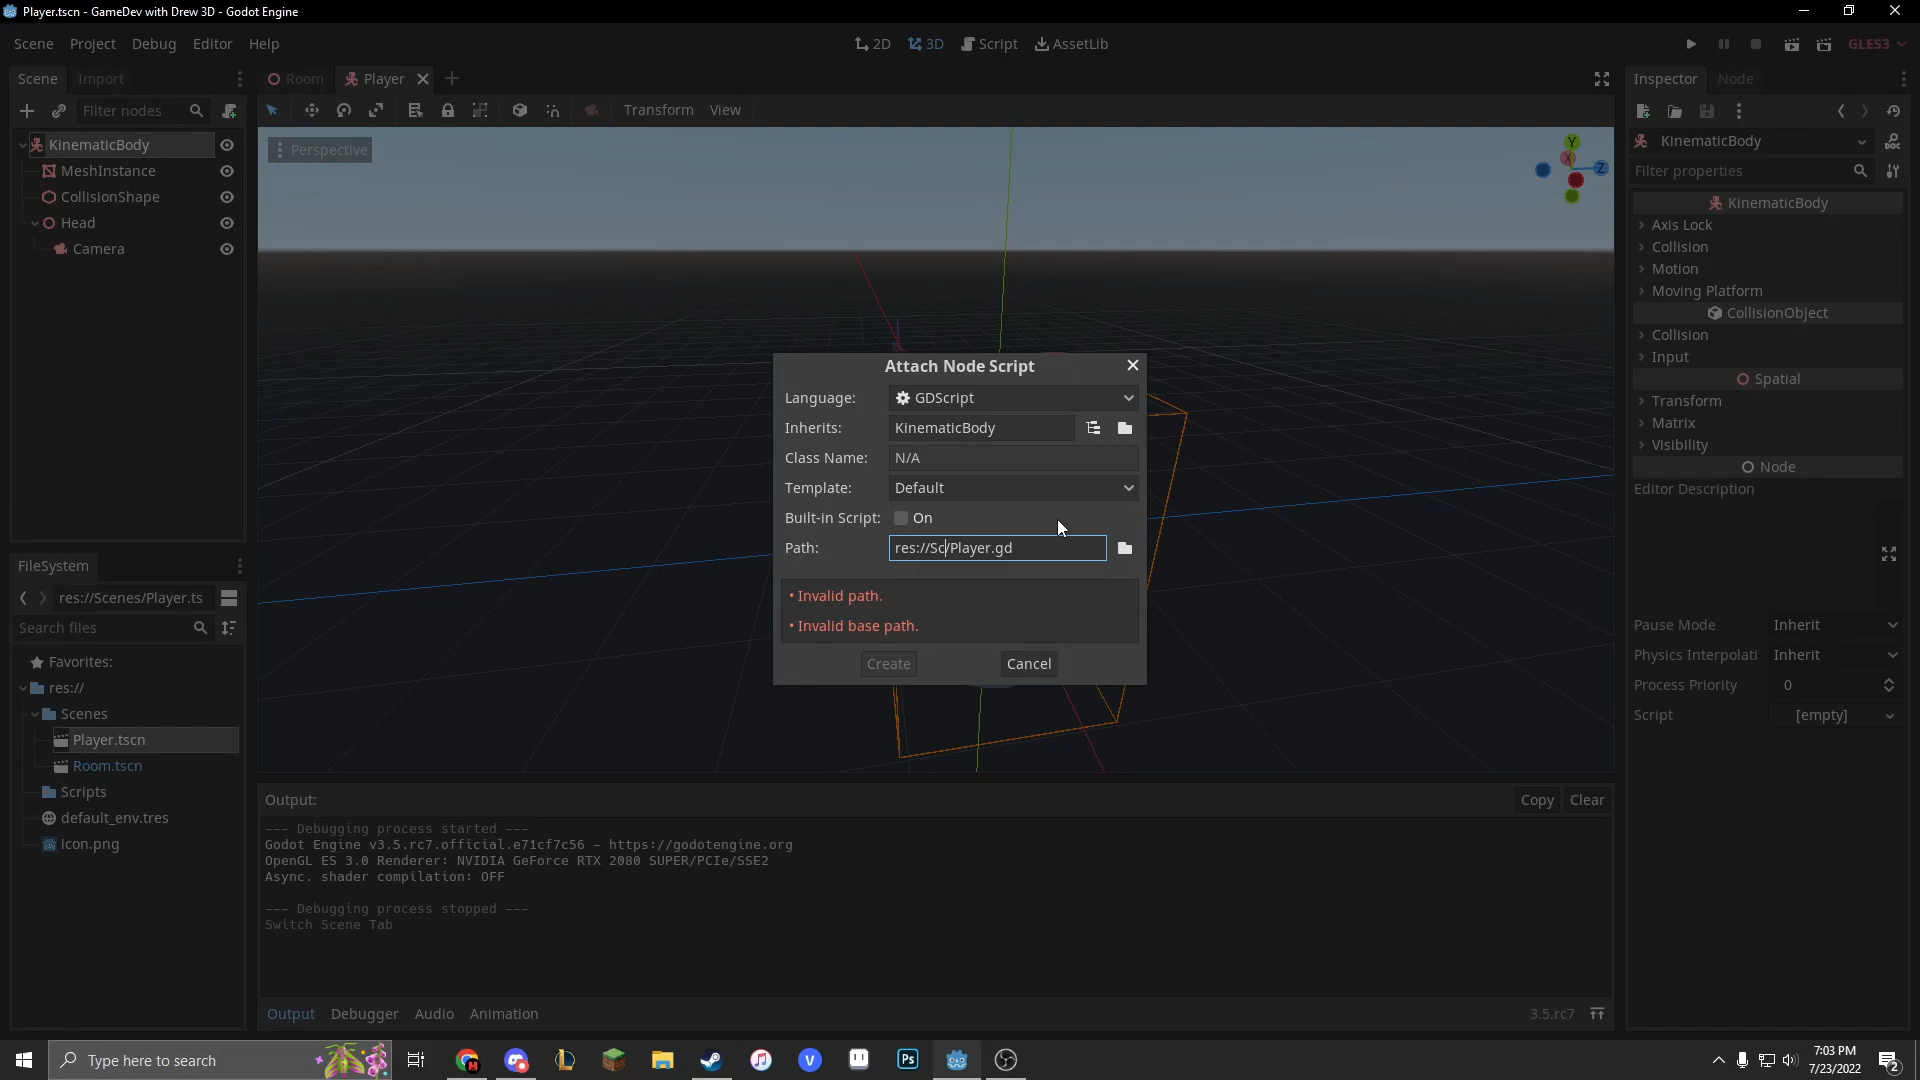 Player.tscn - GameDev with Drew 3D - Godot Engine
Scene Project Debug Editor Help
2D 3D Script AssetLib
GLES3
Scene Import
Room Player
Inspector Node
Filter nodes
Transform View
KinematicBody
MeshInstance
CollisionShape
Head
Camera
Perspective
Y
X
Z
KinematicBody
Filter properties
KinematicBody
Axis Lock
Collision
Motion
Moving Platform
CollisionObject
Collision
Input
Spatial
Transform
Matrix
Visibility
Node
Editor Description
Pause Mode Inherit
Physics Interpolati Inherit
Process Priority 0
Script [empty]
Attach Node Script
Language: GDScript
Inherits: KinematicBody
Class Name: N/A
Template: Default
Built-in Script: On
Path: res://Sc/Player.gd
• Invalid path.
• Invalid base path.
Create Cancel
FileSystem
res://Scenes/Player.ts
Search files
Favorites:
res://
Scenes
Player.tscn
Room.tscn
Scripts
default_env.tres
icon.png
Output:
Copy Clear
--- Debugging process started ---
Godot Engine v3.5.rc7.official.e71cf7c56 - https://godotengine.org
OpenGL ES 3.0 Renderer: NVIDIA GeForce RTX 2080 SUPER/PCIe/SSE2
Async. shader compilation: OFF
--- Debugging process stopped ---
Switch Scene Tab
Output Debugger Audio Animation
3.5.rc7
Type here to search
M
V
Ps
7:03 PM
7/23/2022
2